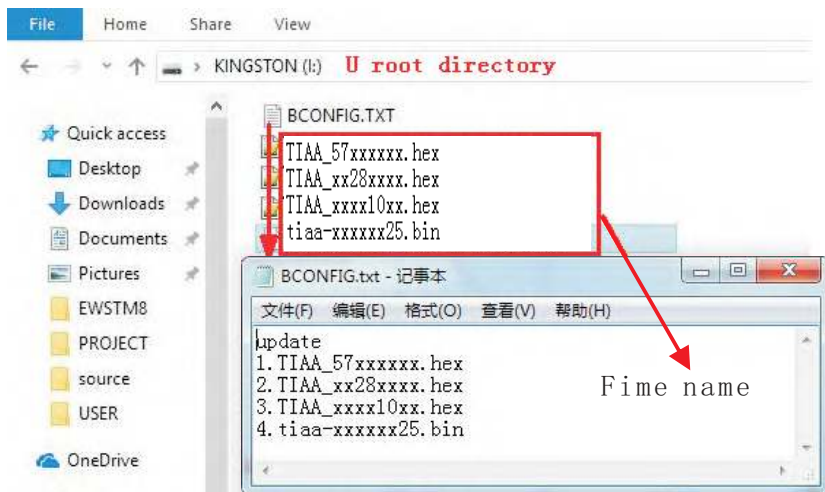 File Home Share View
KINGSTON (I:) U root directory
BCONFIG.TXT
Quick access
TIAA_57xxxxxx.hex
Desktop
TIAA_xx28xxxx.hex
Downloads
TIAA_xxxx10xx.hex
Documents
tiaa-xxxxxx25.bin
Pictures
BCONFIG.txt - 记事本
EWSTM8
文件(F) 编辑(E) 格式(O) 查看(V) 帮助(H)
PROJECT
update
1.TIAA_57xxxxxx.hex
source
2.TIAA_xx28xxxx.hex
Fime name
3.TIAA_xxxx10xx.hex
USER
4.tiaa-xxxxxx25.bin
OneDrive